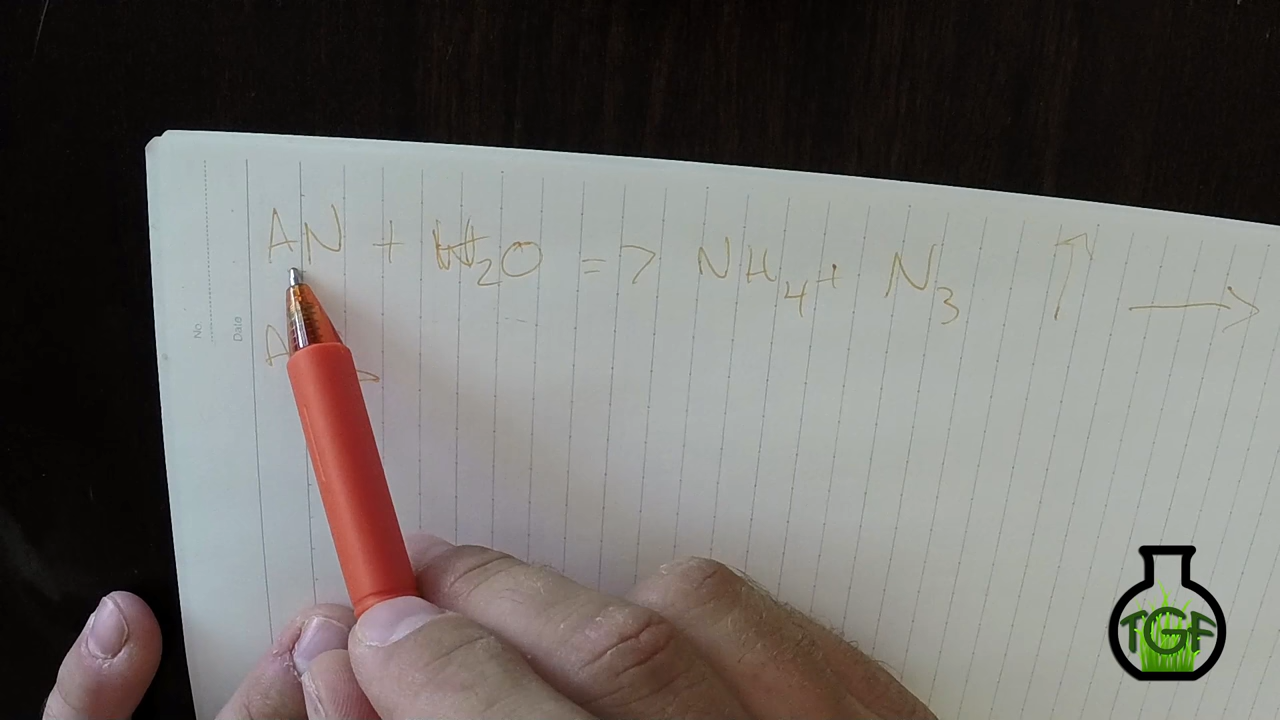 AN + H₂O => NH₄+ N₃ ↑ →
No.
Date
TGF